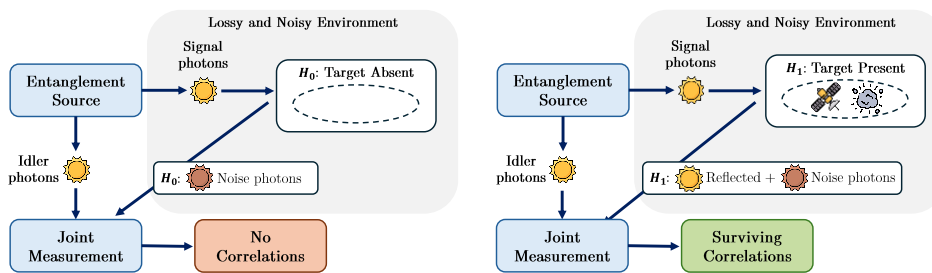 Lossy and Noisy Environment
Signal
photons
H₀: Target Absent
Entanglement
Source
Idler
photons
H₀: Noise photons
Joint
Measurement
No
Correlations
Lossy and Noisy Environment
Signal
photons
H₁: Target Present
Entanglement
Source
Idler
photons
H₁: Reflected + Noise photons
Joint
Measurement
Surviving
Correlations